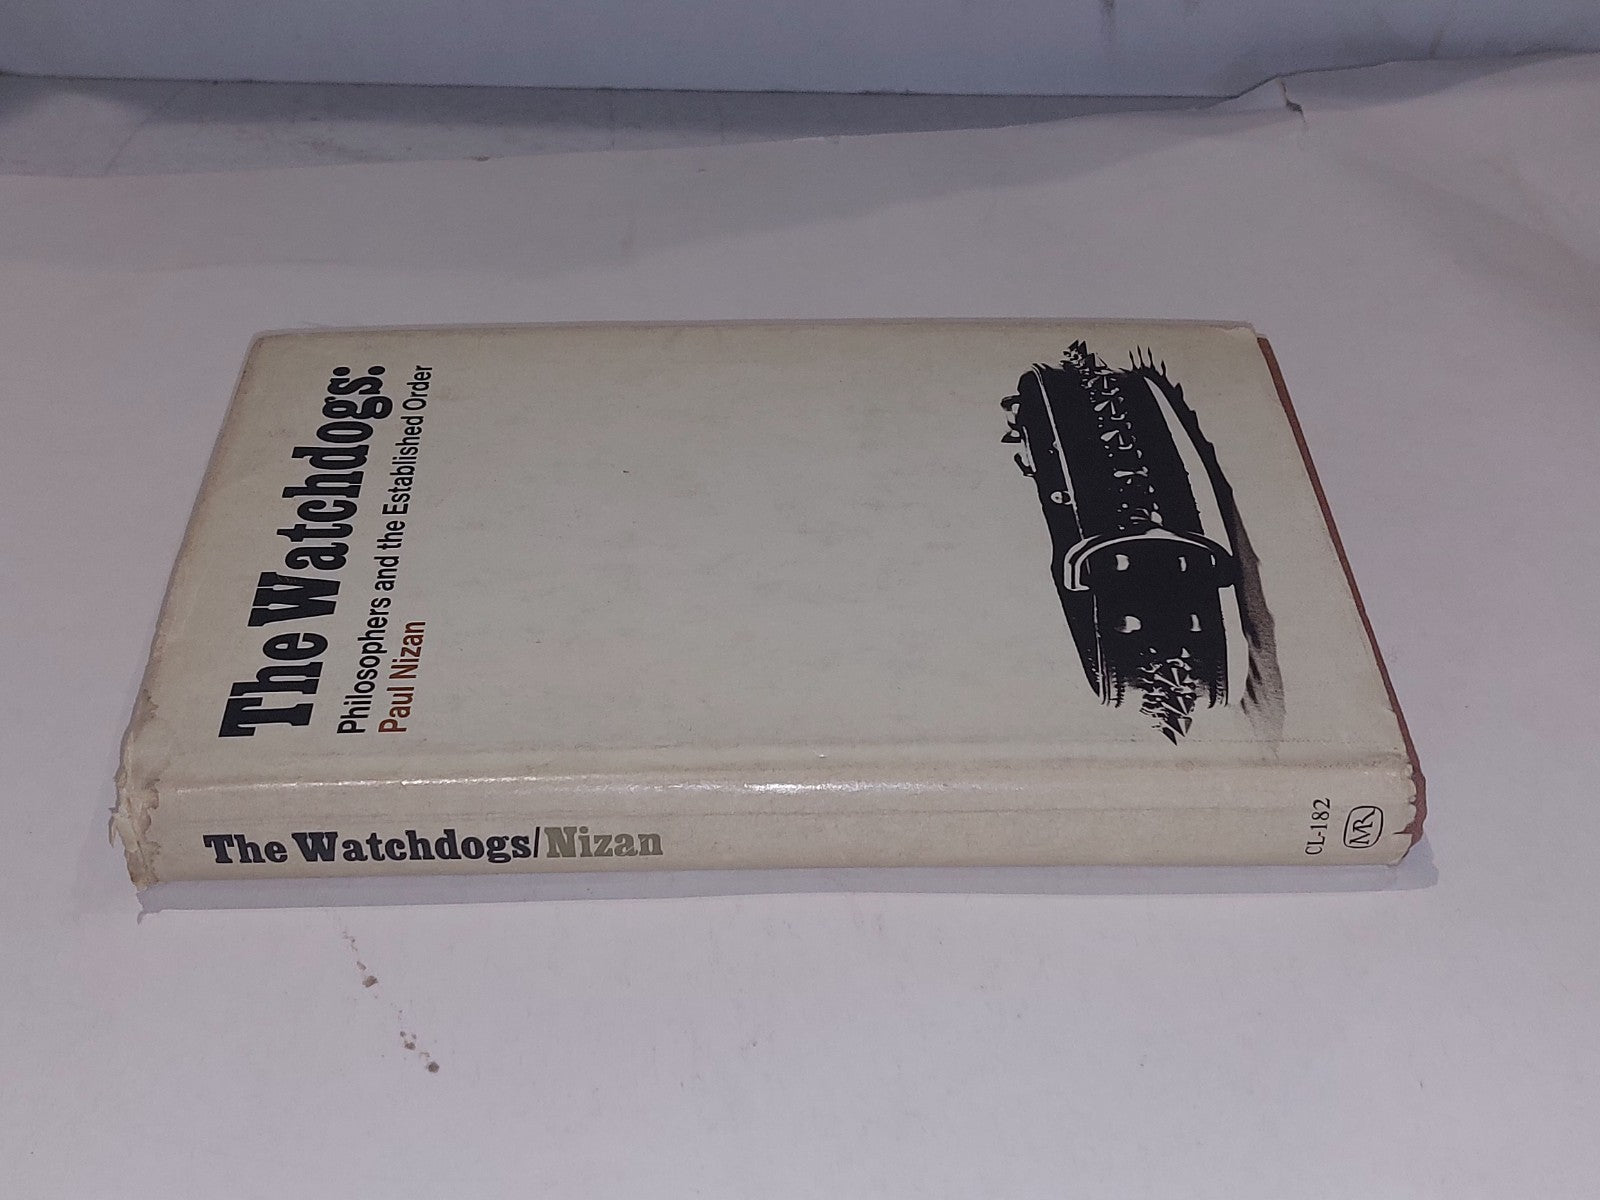 The Watchdogs:
Philosophers and the Established Order
Paul Nizan
The Watchdogs/Nizan
CL-182
MR